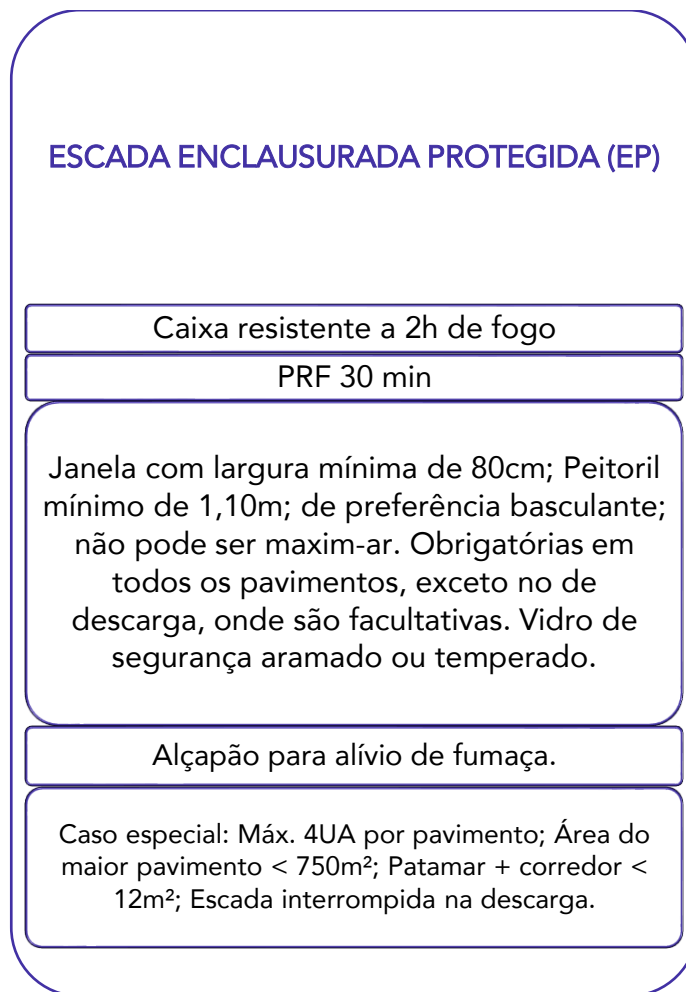 ESCADA ENCLAUSURADA PROTEGIDA (EP)
Caixa resistente a 2h de fogo
PRF 30 min
Janela com largura mínima de 80cm; Peitoril
mínimo de 1,10m; de preferência basculante;
não pode ser maxim-ar. Obrigatórias em
todos os pavimentos, exceto no de
descarga, onde são facultativas. Vidro de
segurança aramado ou temperado.
Alçapão para alívio de fumaça.
Caso especial: Máx. 4UA por pavimento; Área do
maior pavimento < 750m²; Patamar + corredor <
12m²; Escada interrompida na descarga.